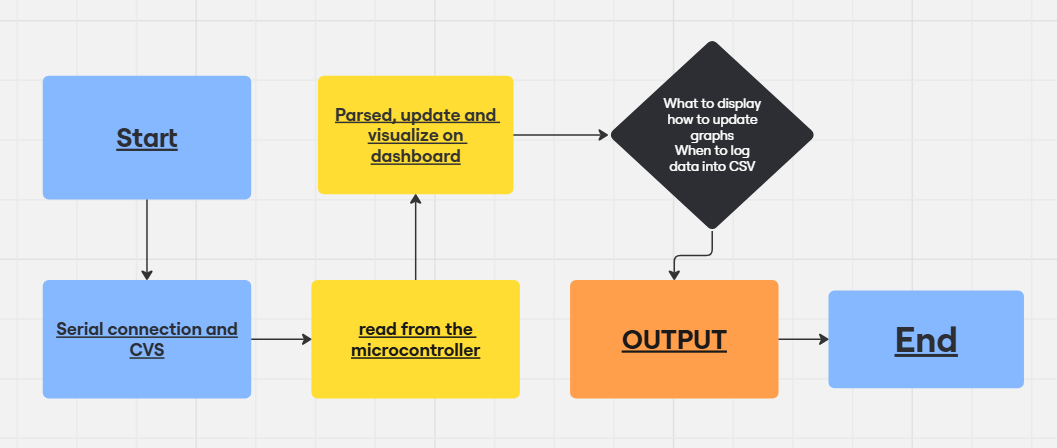 Start
Serial connection and
CVS
read from the
microcontroller
Parsed, update and
visualize on
dashboard
What to display
how to update
graphs
When to log
data into CSV
OUTPUT
End